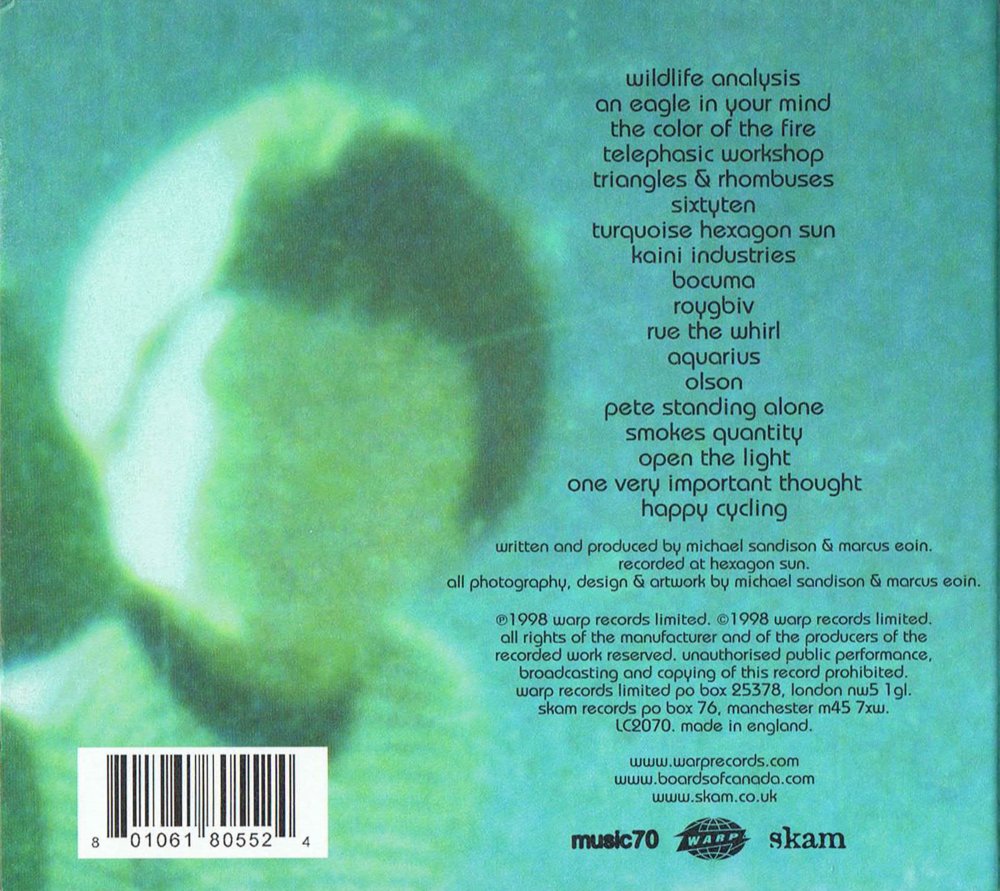 wildlife analysis
an eagle in your mind
the color of the fire
telephasic workshop
triangles & rhombuses
sixtyten
turquoise hexagon sun
kaini industries
bocuma
roygbiv
rue the whirl
aquarius
olson
pete standing alone
smokes quantity
open the light
one very important thought
happy cycling
written and produced by michael sandison & marcus eoin.
recorded at hexagon sun.
all photography, design & artwork by michael sandison & marcus eoin.
℗1998 warp records limited. ©1998 warp records limited.
all rights of the manufacturer and of the producers of the
recorded work reserved. unauthorised public performance,
broadcasting and copying of this record prohibited.
warp records limited po box 25378, london nw5 1gl.
skam records po box 76, manchester m45 7xw.
LC2070. made in england.
www.warprecords.com
www.boardsofcanada.com
www.skam.co.uk
music70 WARP skam
8 01061 80552 4